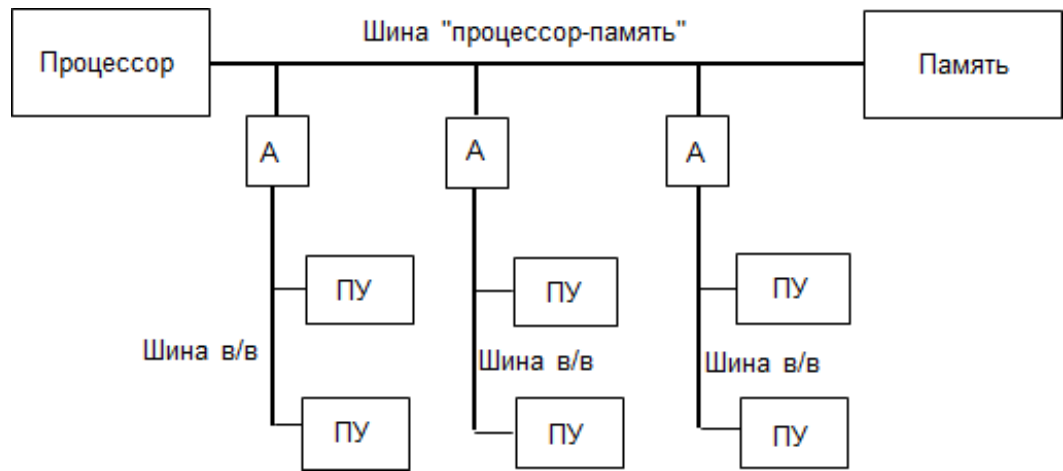 Шина "процессор-память"
Процессор
Память
А
А
А
ПУ
ПУ
ПУ
Шина в/в
Шина в/в
Шина в/в
ПУ
ПУ
ПУ